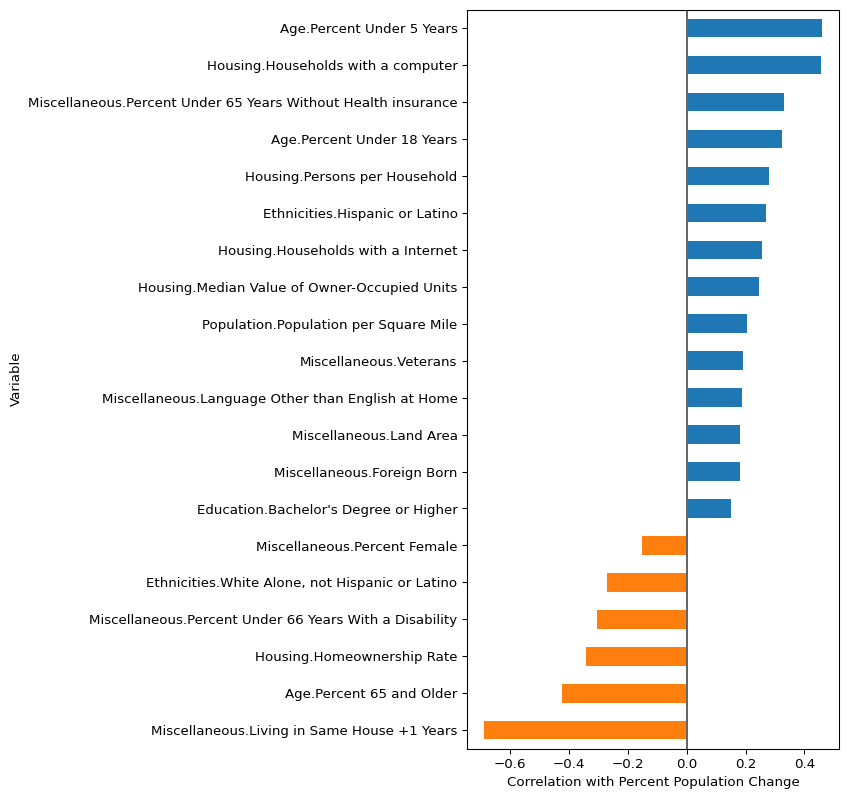 Age.Percent Under 5 Years
Housing.Households with a computer
Miscellaneous.Percent Under 65 Years Without Health insurance
Age.Percent Under 18 Years
Housing.Persons per Household
Ethnicities.Hispanic or Latino
Housing.Households with a Internet
Housing.Median Value of Owner-Occupied Units
Population.Population per Square Mile
Miscellaneous.Veterans
Miscellaneous.Language Other than English at Home
Miscellaneous.Land Area
Miscellaneous.Foreign Born
Education.Bachelor's Degree or Higher
Miscellaneous.Percent Female
Ethnicities.White Alone, not Hispanic or Latino
Miscellaneous.Percent Under 66 Years With a Disability
Housing.Homeownership Rate
Age.Percent 65 and Older
Miscellaneous.Living in Same House +1 Years
Variable
−0.6 −0.4 −0.2 0.0 0.2 0.4
Correlation with Percent Population Change